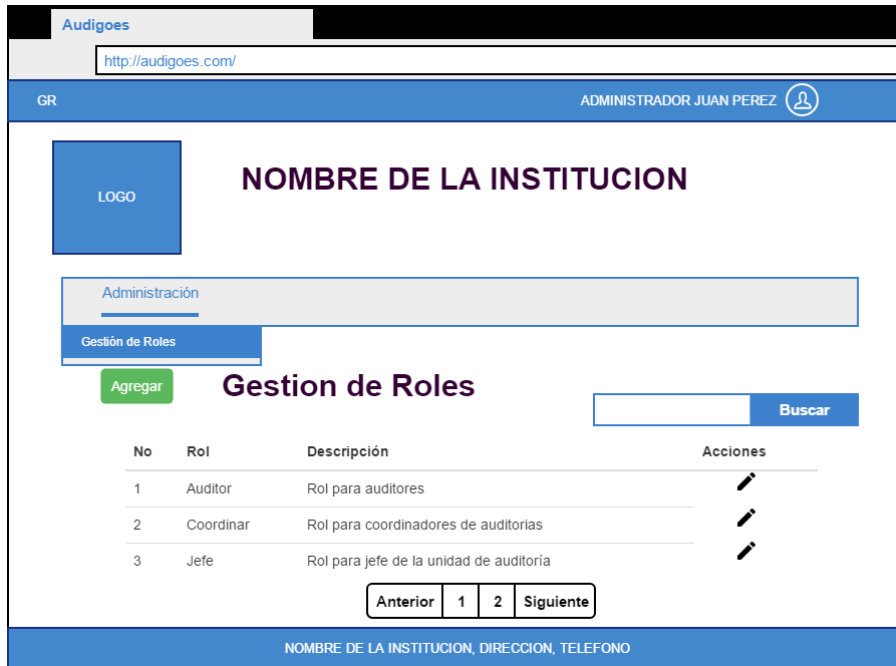 Audigoes
http://audigoes.com/
GR
ADMINISTRADOR JUAN PEREZ
LOGO
NOMBRE DE LA INSTITUCION
Administración
Gestión de Roles
Agregar
Gestion de Roles
Buscar
No Rol Descripción Acciones
1 Auditor Rol para auditores
2 Coordinar Rol para coordinadores de auditorias
3 Jefe Rol para jefe de la unidad de auditoría
Anterior 1 2 Siguiente
NOMBRE DE LA INSTITUCION, DIRECCION, TELEFONO